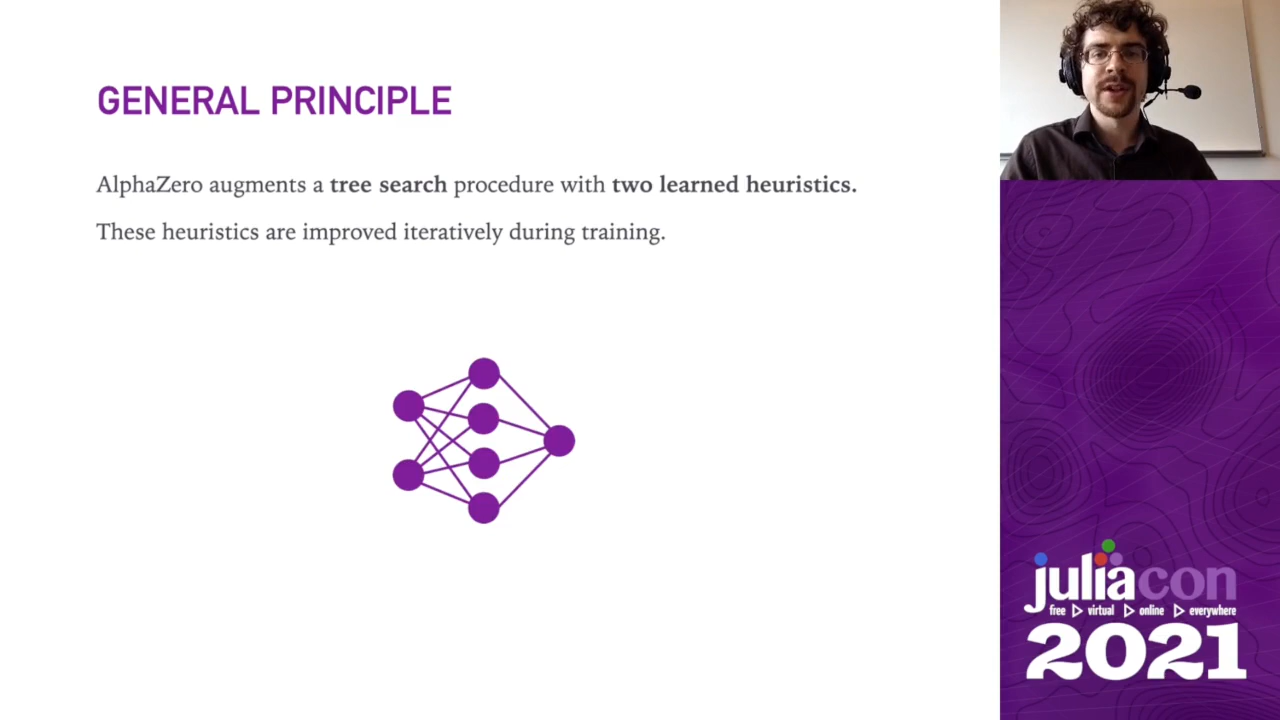 GENERAL PRINCIPLE
AlphaZero augments a tree search procedure with two learned heuristics.
These heuristics are improved iteratively during training.
juliacon
free ▷ virtual ▷ online ▷ everywhere
2021